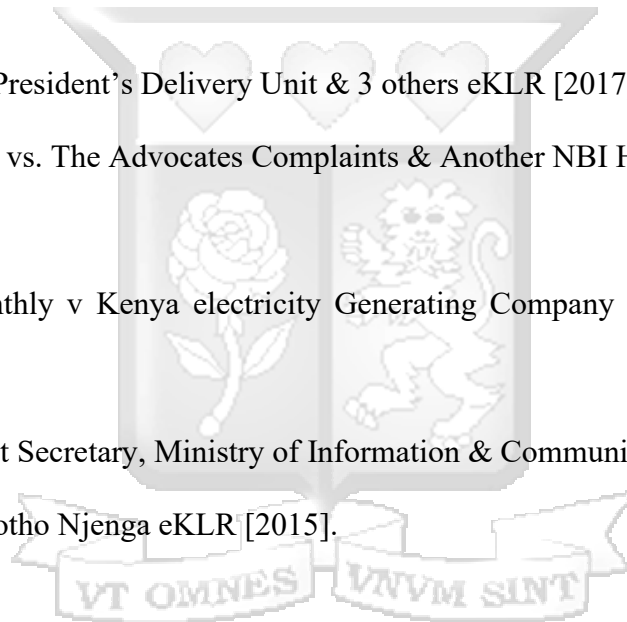 President’s Delivery Unit & 3 others eKLR [2017
vs. The Advocates Complaints & Another NBI H
nthly v Kenya electricity Generating Company
t Secretary, Ministry of Information & Communi
otho Njenga eKLR [2015].
VT OMNES VNVM SINT